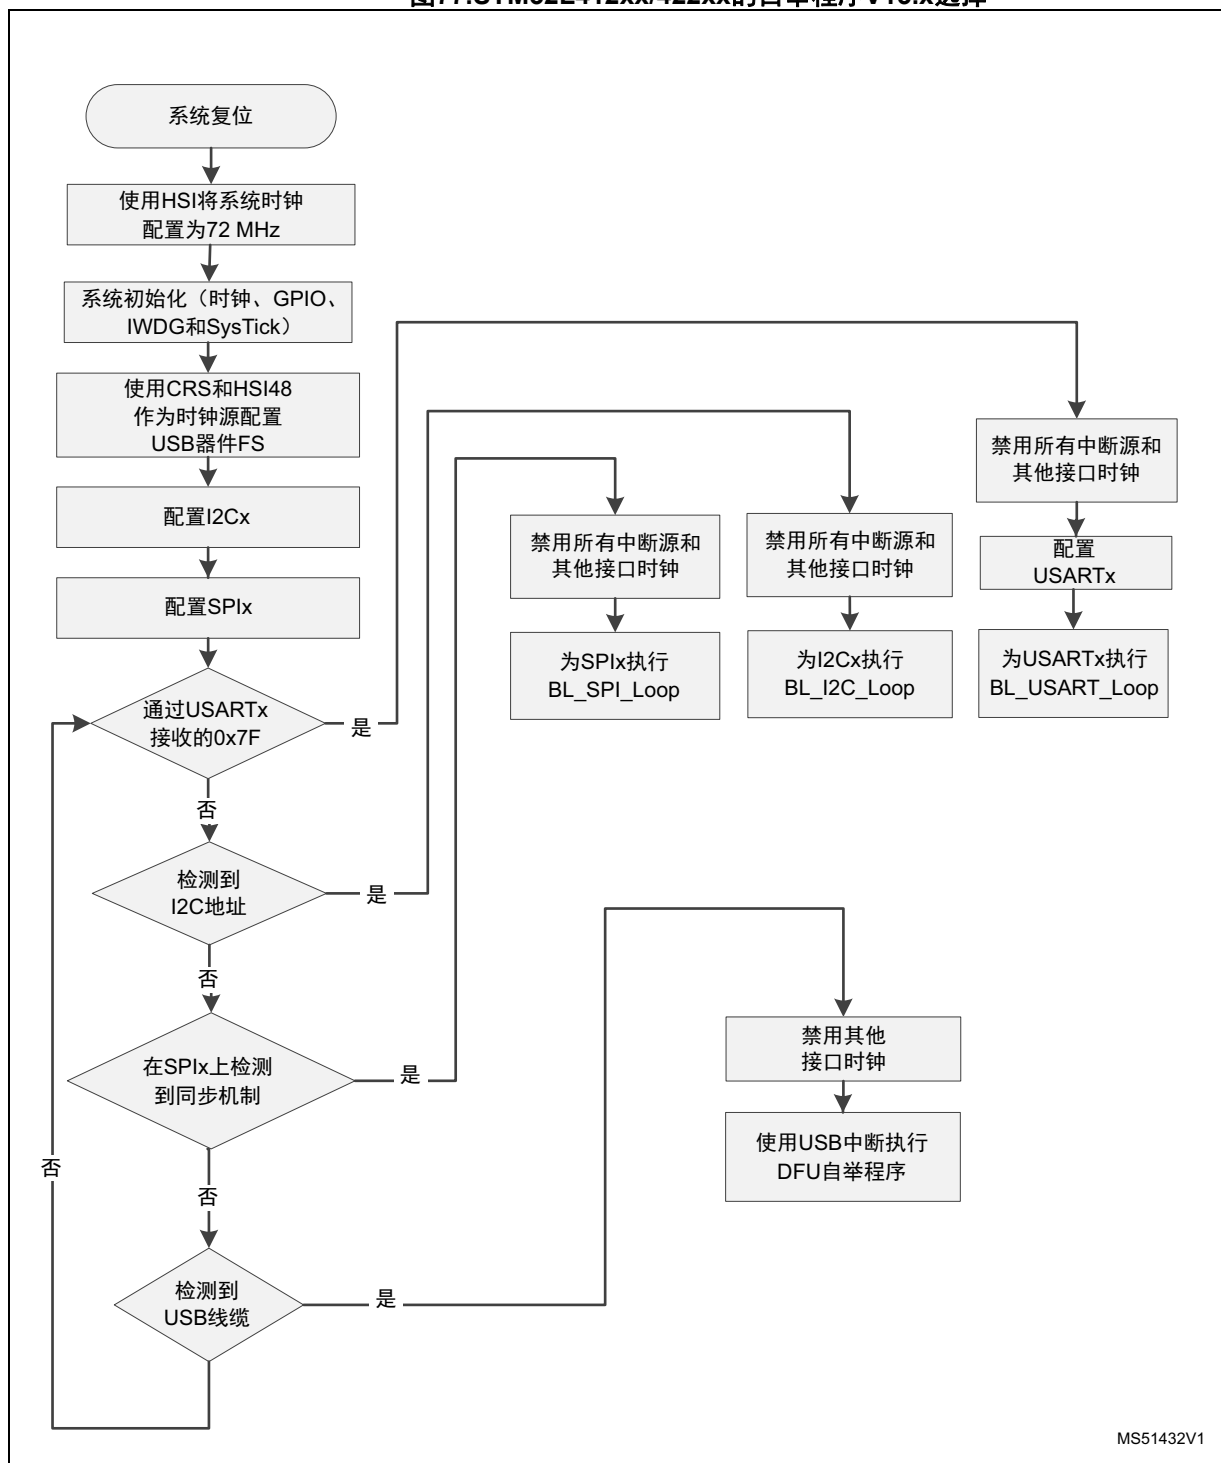 系统复位
使用HSI将系统时钟
配置为72 MHz
系统初始化（时钟、GPIO、
IWDG和SysTick）
使用CRS和HSI48
作为时钟源配置
USB器件FS
配置I2Cx
配置SPIx
通过USARTx
接收的0x7F
是
否
检测到
I2C地址
是
否
在SPIx上检测
到同步机制
是
否
否
检测到
USB线缆
是
禁用所有中断源和
其他接口时钟
为SPIx执行
BL_SPI_Loop
禁用所有中断源和
其他接口时钟
为I2Cx执行
BL_I2C_Loop
禁用所有中断源和
其他接口时钟
配置
USARTx
为USARTx执行
BL_USART_Loop
禁用其他
接口时钟
使用USB中断执行
DFU自举程序
MS51432V1